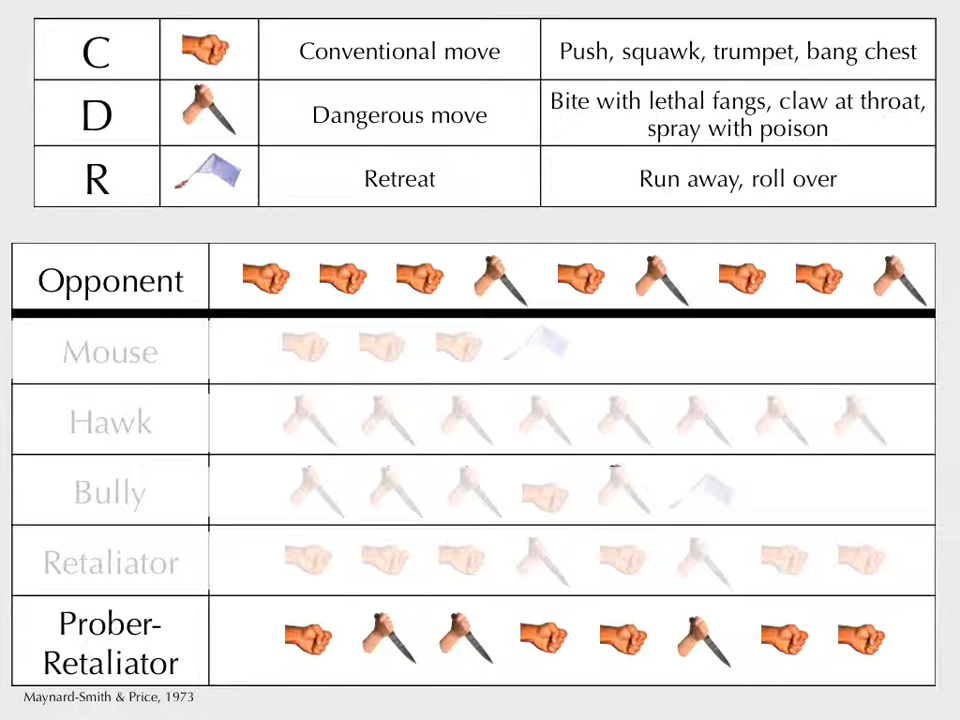 C
Conventional move
Push, squawk, trumpet, bang chest
D
Dangerous move
Bite with lethal fangs, claw at throat,
spray with poison
R
Retreat
Run away, roll over
Opponent
Mouse
Hawk
Bully
Retaliator
Prober-
Retaliator
Maynard-Smith & Price, 1973